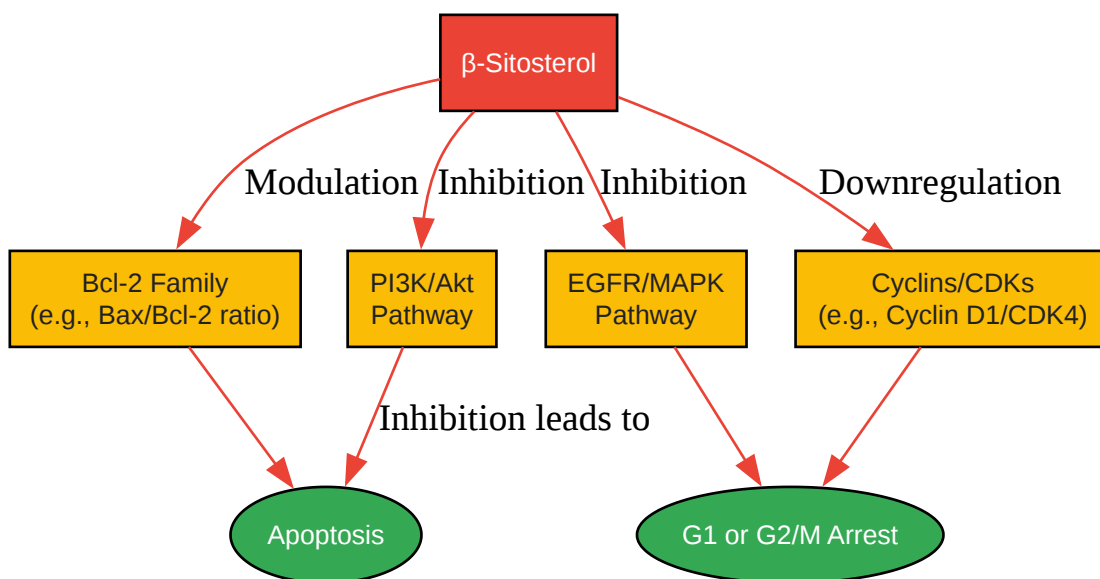 β-Sitosterol
Modulation
Inhibition
Inhibition
Downregulation
Bcl-2 Family
(e.g., Bax/Bcl-2 ratio)
PI3K/Akt
Pathway
EGFR/MAPK
Pathway
Cyclins/CDKs
(e.g., Cyclin D1/CDK4)
Inhibition leads to
Apoptosis
G1 or G2/M Arrest